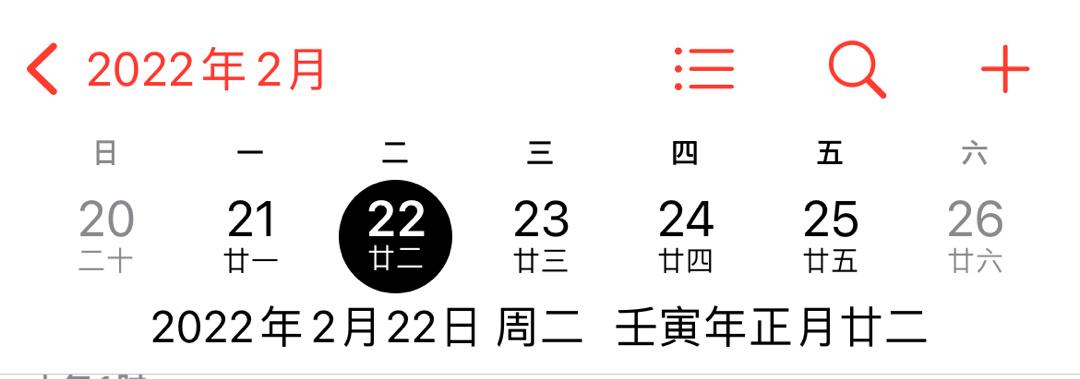 2022年2月
日 一 二 三 四 五 六
20 21 22 23 24 25 26
二十 廿一 廿二 廿三 廿四 廿五 廿六
2022年2月22日 周二 壬寅年正月廿二